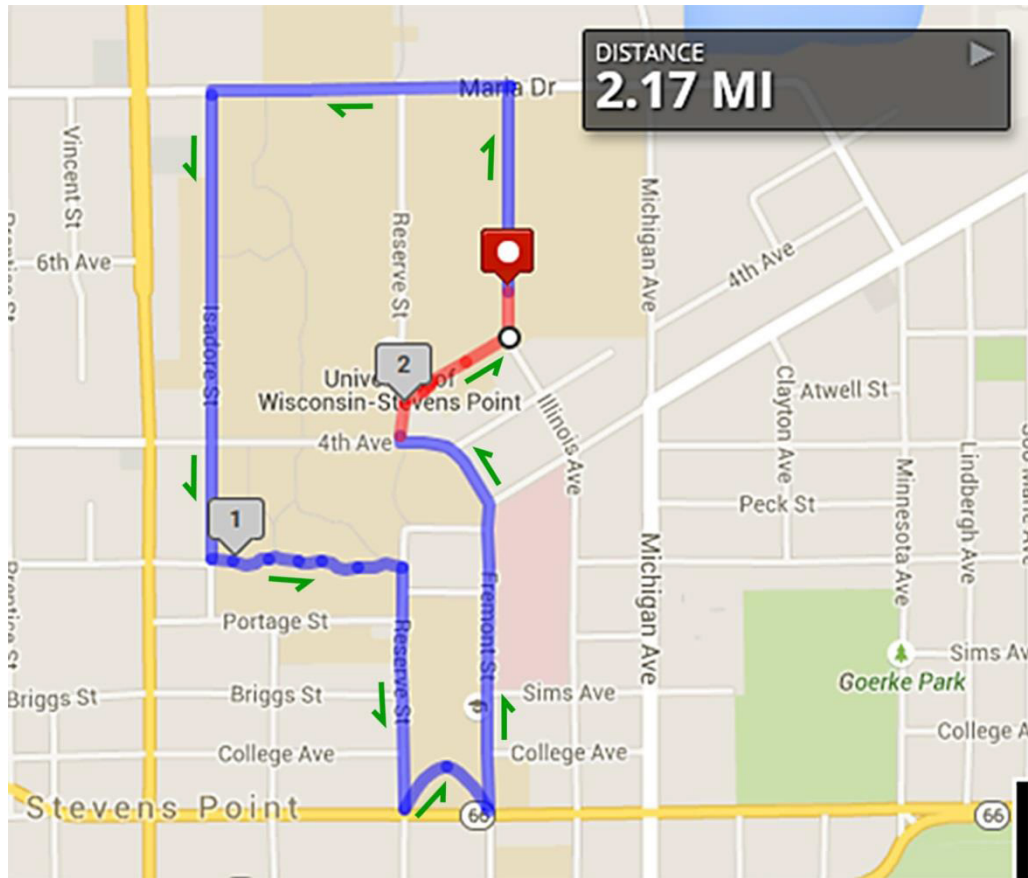 DISTANCE
2.17 MI
Maria Dr
Vincent St
Reserve St
Michigan Ave
6th Ave
4th Ave
Isadore St
2
University of
Wisconsin-Stevens Point
4th Ave
Illinois Ave
Clayton Ave
Atwell St
Lindbergh Ave
Minnesota Ave
Peck St
1
Michigan Ave
Fremont St
Portage St
Reserve St
Sims Ave
Goerke Park
Briggs St
Briggs St
Sims Ave
College Ave
College Ave
College A
Stevens Point
66
66